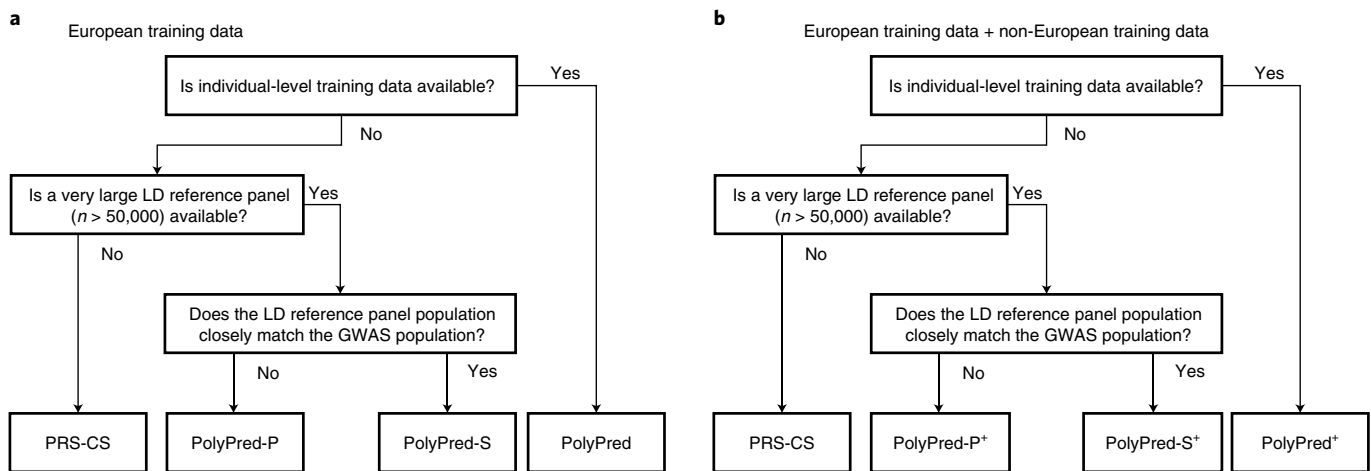 a
European training data
Is individual-level training data available?
Yes
No
Is a very large LD reference panel
(n > 50,000) available?
Yes
No
Does the LD reference panel population
closely match the GWAS population?
No
Yes
PRS-CS
PolyPred-P
PolyPred-S
PolyPred
b
European training data + non-European training data
Is individual-level training data available?
Yes
No
Is a very large LD reference panel
(n > 50,000) available?
Yes
No
Does the LD reference panel population
closely match the GWAS population?
No
Yes
PRS-CS
PolyPred-P⁺
PolyPred-S⁺
PolyPred⁺